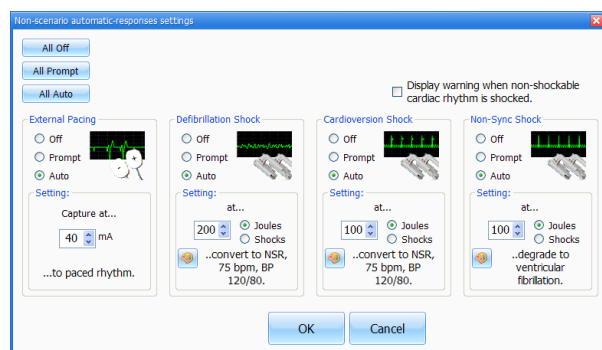 Non-scenario automatic-responses settings
All Off
All Prompt
All Auto
Display warning when non-shockable
cardiac rhythm is shocked.
External Pacing
Off
Prompt
Auto
Setting:
Capture at...
40 mA
...to paced rhythm.
Defibrillation Shock
Off
Prompt
Auto
Setting:
at...
200
Joules
Shocks
..convert to NSR,
75 bpm, BP
120/80.
Cardioversion Shock
Off
Prompt
Auto
Setting:
at...
100
Joules
Shocks
..convert to NSR,
75 bpm, BP
120/80.
Non-Sync Shock
Off
Prompt
Auto
Setting:
at...
100
Joules
Shocks
..degrade to
ventricular
fibrillation.
OK
Cancel